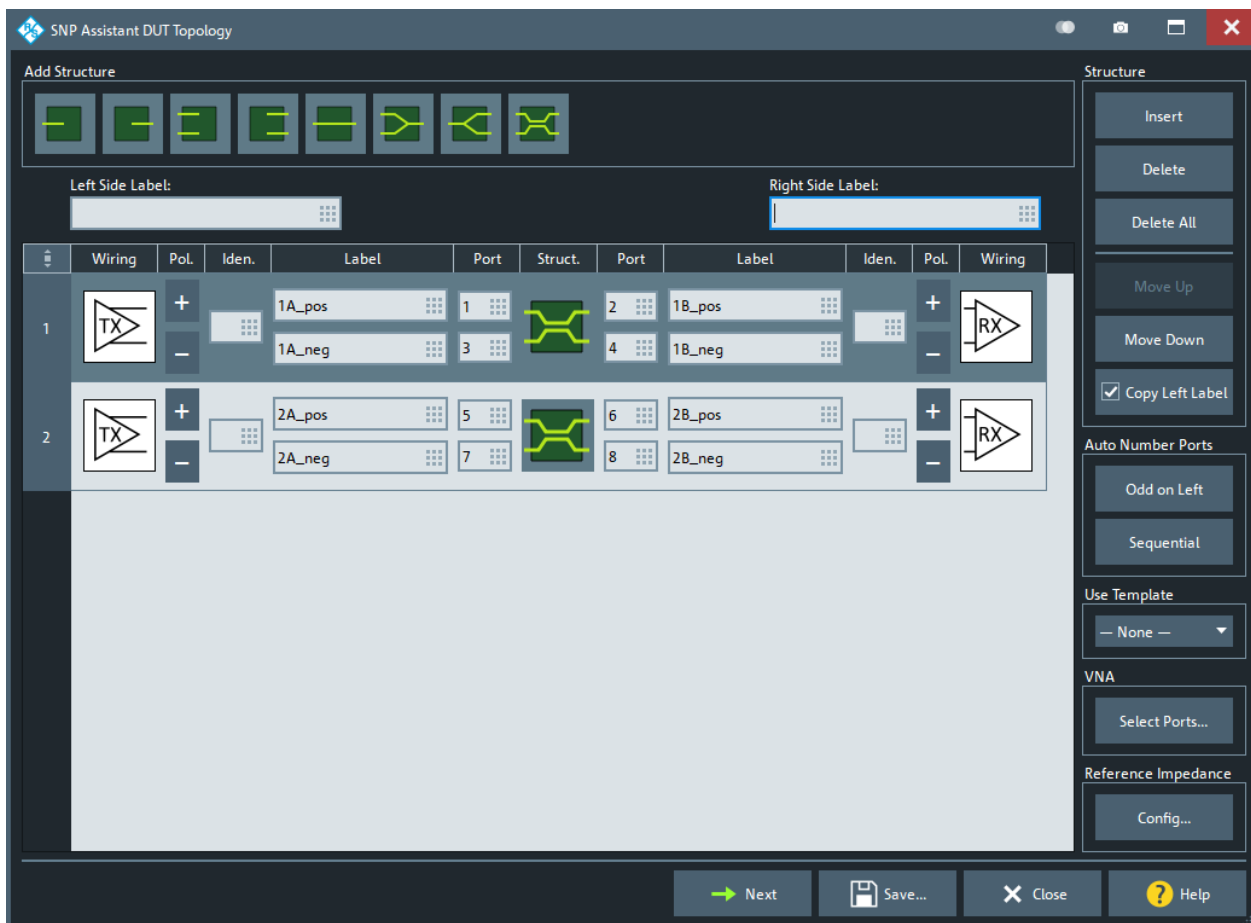 SNP Assistant DUT Topology
Add Structure
Structure
Insert
Delete
Delete All
Move Up
Move Down
Copy Left Label
Left Side Label:
Right Side Label:
Wiring Pol. Iden. Label Port Struct. Port Label Iden. Pol. Wiring
1 TX + 1A_pos 1 2 1B_pos + RX
− 1A_neg 3 4 1B_neg −
2 TX + 2A_pos 5 6 2B_pos + RX
− 2A_neg 7 8 2B_neg −
Auto Number Ports
Odd on Left
Sequential
Use Template
— None —
VNA
Select Ports...
Reference Impedance
Config...
Next Save... Close ? Help